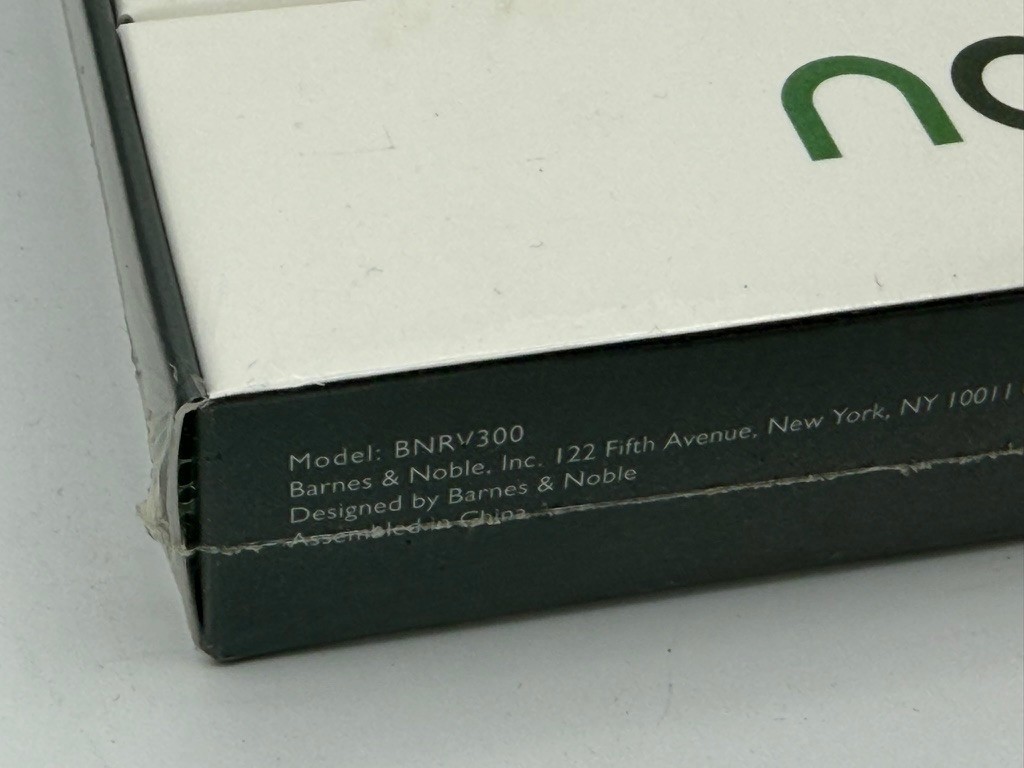 no
Model: BNRV300
Barnes & Noble, Inc. 122 Fifth Avenue, New York, NY 10011
Designed by Barnes & Noble
Assembled in China